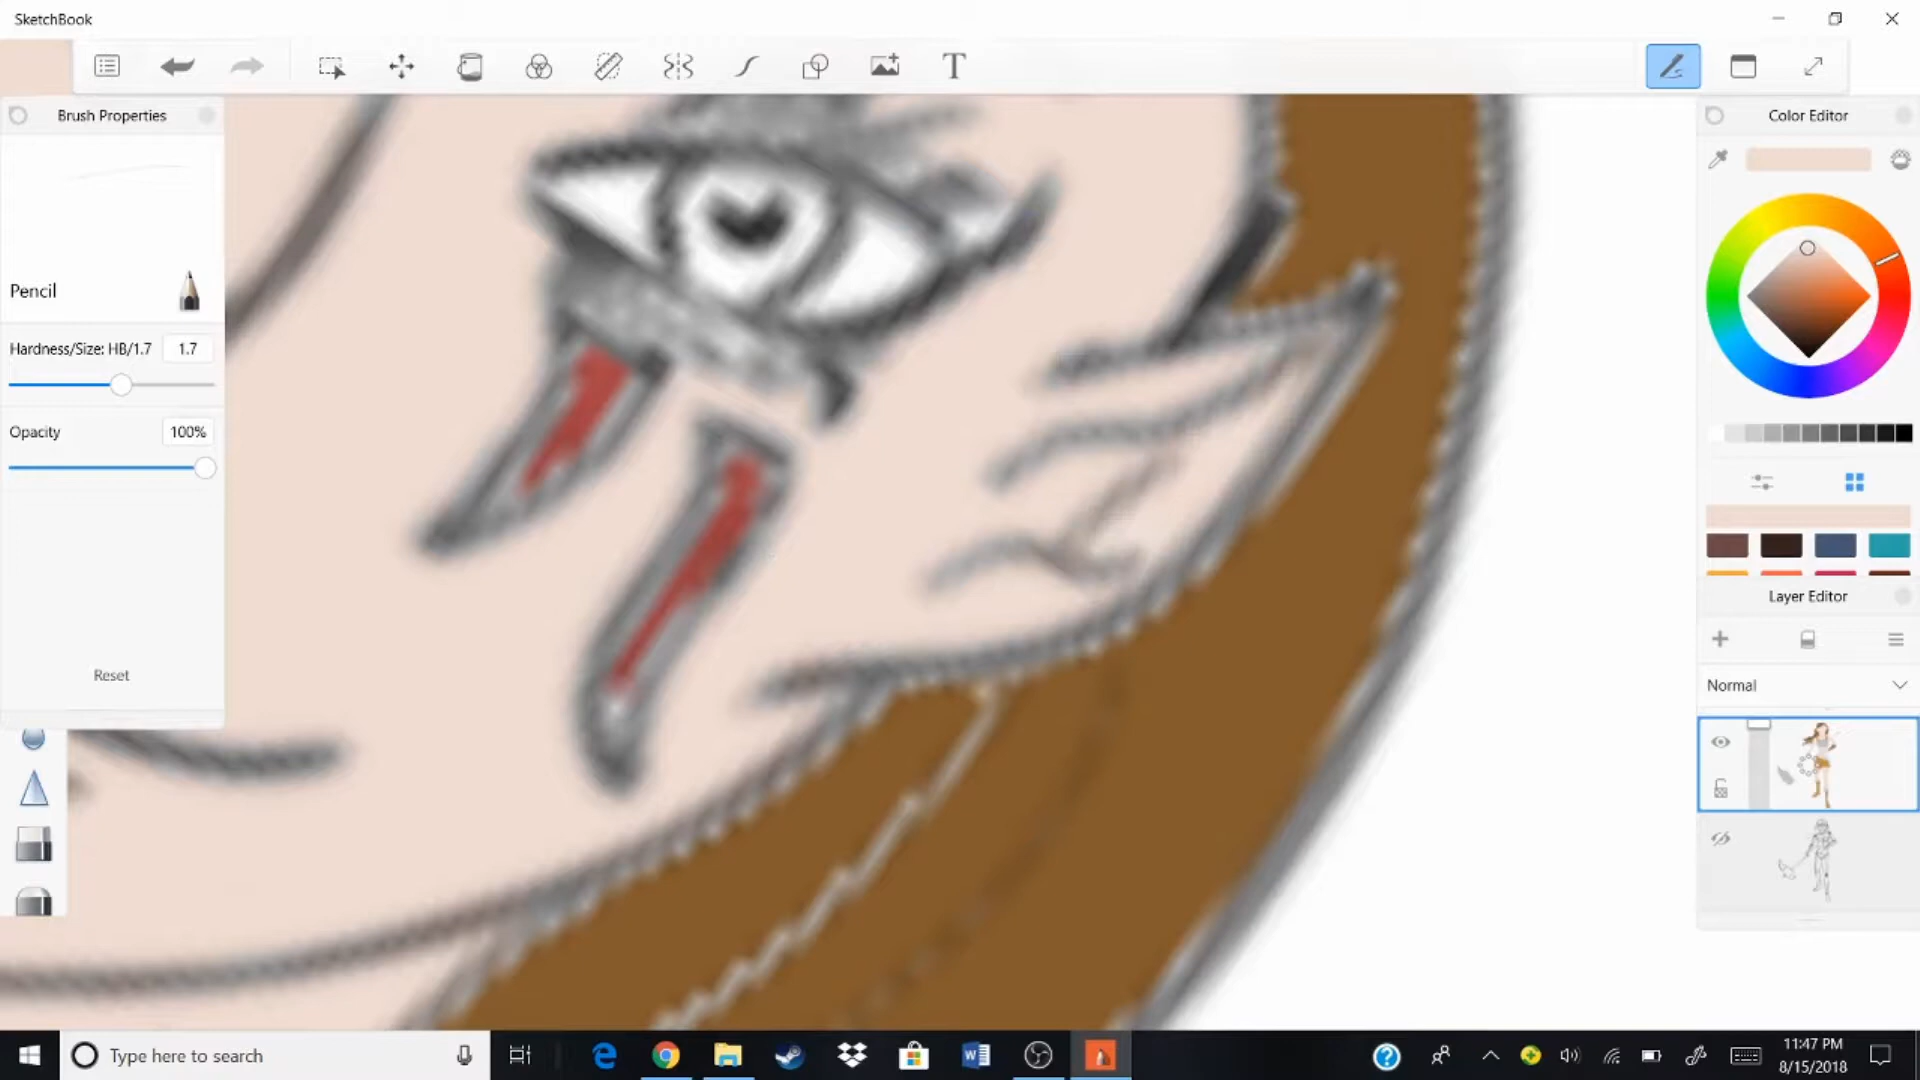 SketchBook
T
Brush Properties
Color Editor
Pencil
Hardness/Size: HB/1.7
1.7
Opacity
100%
Reset
Layer Editor
Normal
Type here to search
11:47 PM
8/15/2018